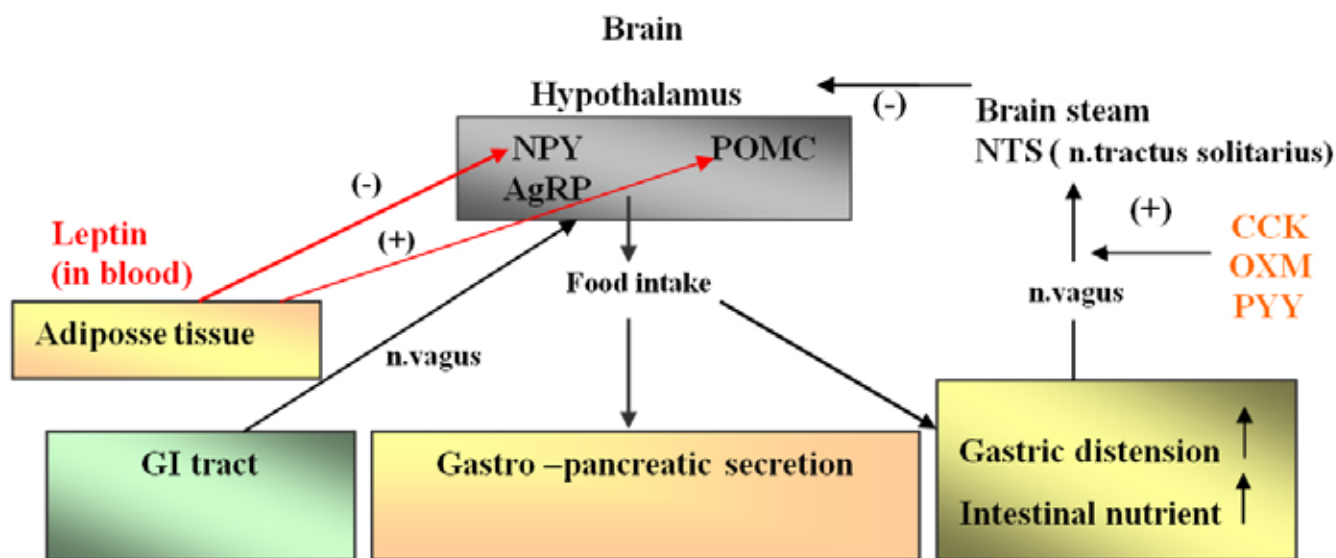 Brain
Hypothalamus
(-)
Brain steam
NTS ( n.tractus solitarius)
NPY
POMC
AgRP
(-)
(+)
(+)
Leptin
(in blood)
CCK
OXM
PYY
Food intake
n.vagus
Adiposse tissue
n.vagus
GI tract
Gastro –pancreatic secretion
Gastric distension
Intestinal nutrient